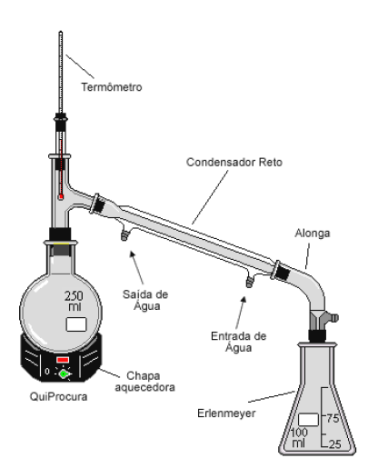 Termômetro
Condensador Reto
Alonga
250
ml
Saída de
Água
Entrada de
Água
0
Chapa
aquecedora
QuiProcura
Erlenmeyer
75
100
ml
25